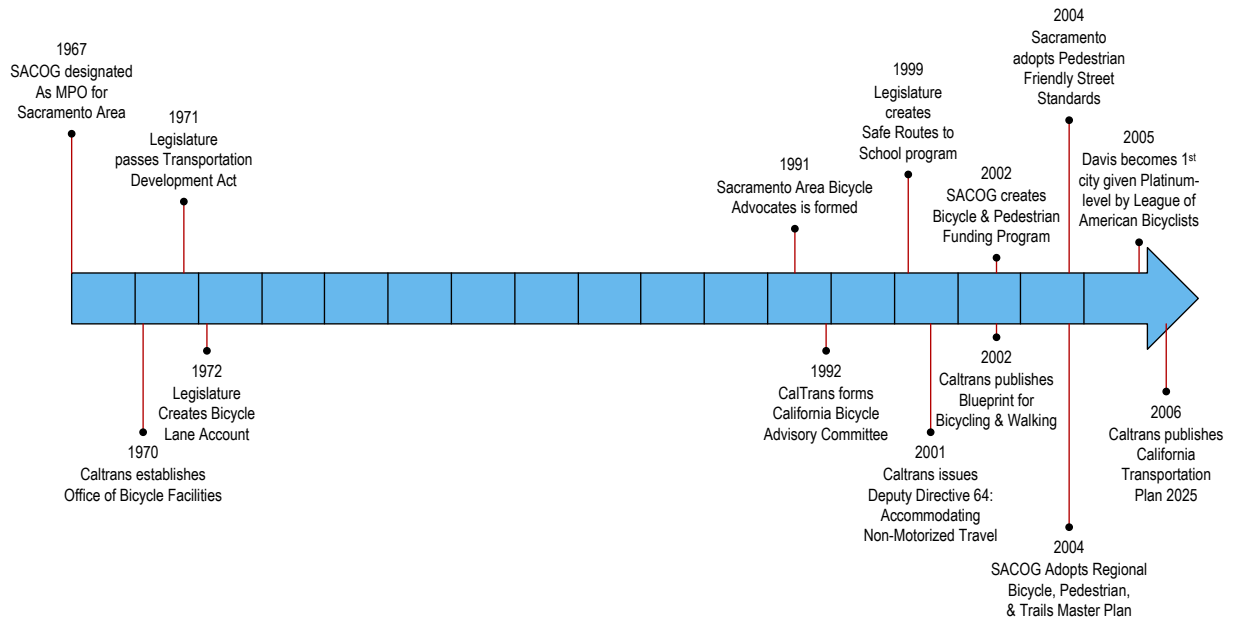 1967
SACOG designated
As MPO for
Sacramento Area
1971
Legislature
passes Transportation
Development Act
1991
Sacramento Area Bicycle
Advocates is formed
1999
Legislature
creates
Safe Routes to
School program
2002
SACOG creates
Bicycle & Pedestrian
Funding Program
2004
Sacramento
adopts Pedestrian
Friendly Street
Standards
2005
Davis becomes 1st
city given Platinum-
level by League of
American Bicyclists
1970
Caltrans establishes
Office of Bicycle Facilities
1972
Legislature
Creates Bicycle
Lane Account
1992
CalTrans forms
California Bicycle
Advisory Committee
2001
Caltrans issues
Deputy Directive 64:
Accommodating
Non-Motorized Travel
2002
Caltrans publishes
Blueprint for
Bicycling & Walking
2004
SACOG Adopts Regional
Bicycle, Pedestrian,
& Trails Master Plan
2006
Caltrans publishes
California
Transportation
Plan 2025